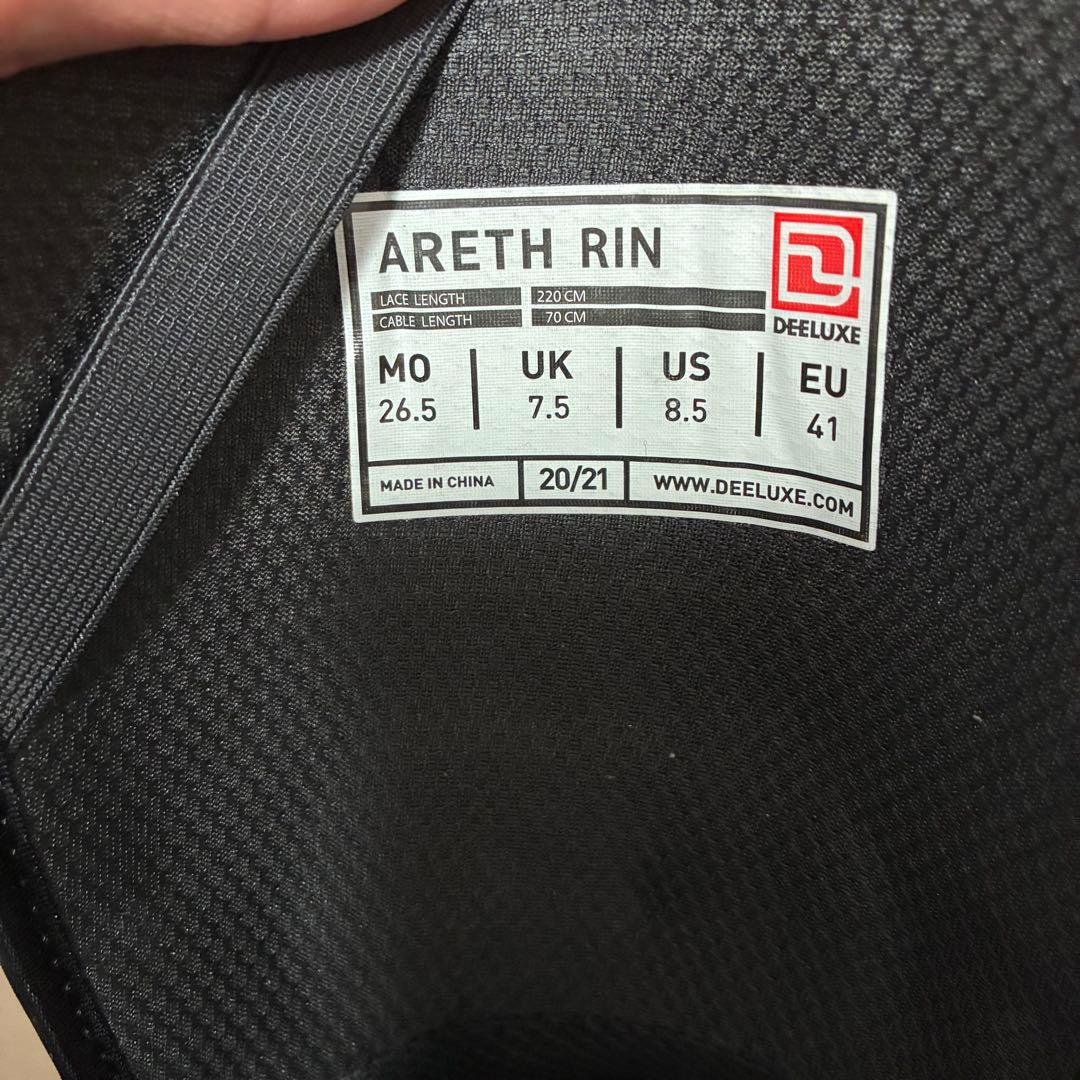 ARETH RIN
LACE LENGTH 220 CM
CABLE LENGTH 70 CM
DEELUXE
MO UK US EU
26.5 7.5 8.5 41
MADE IN CHINA 20/21 WWW.DEELUXE.COM